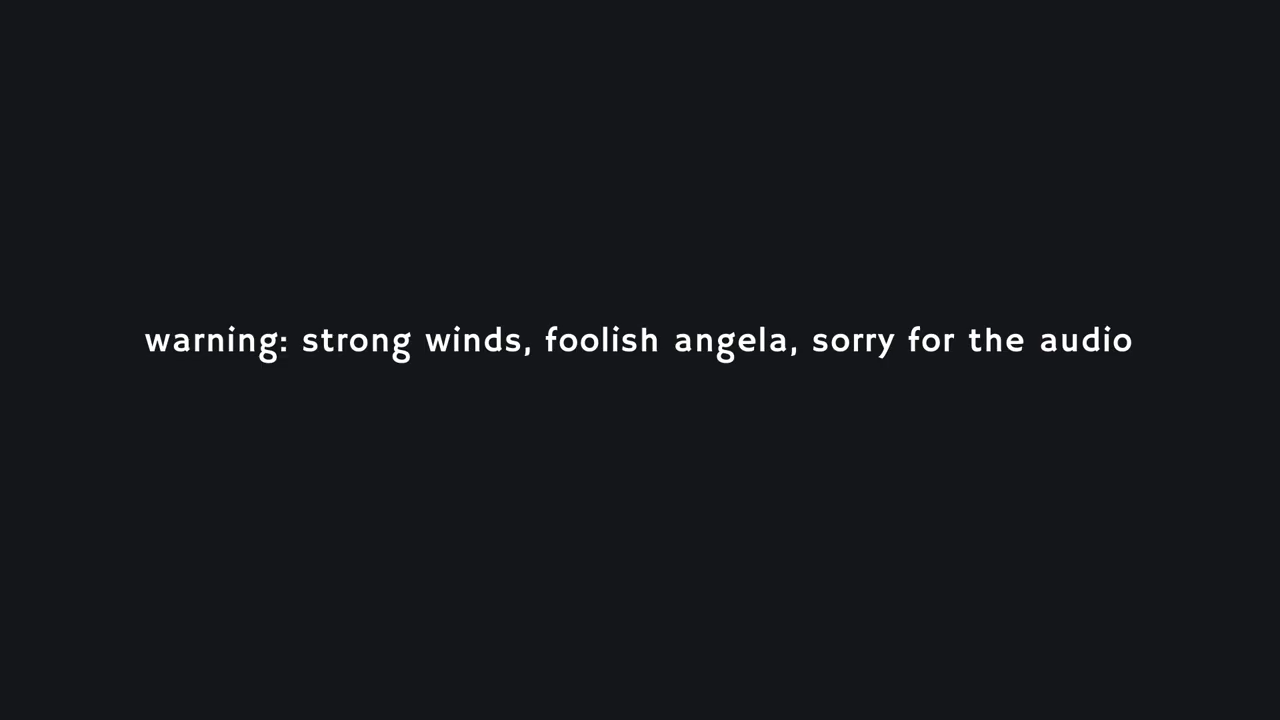 warning: strong winds, foolish angela, sorry for the audio